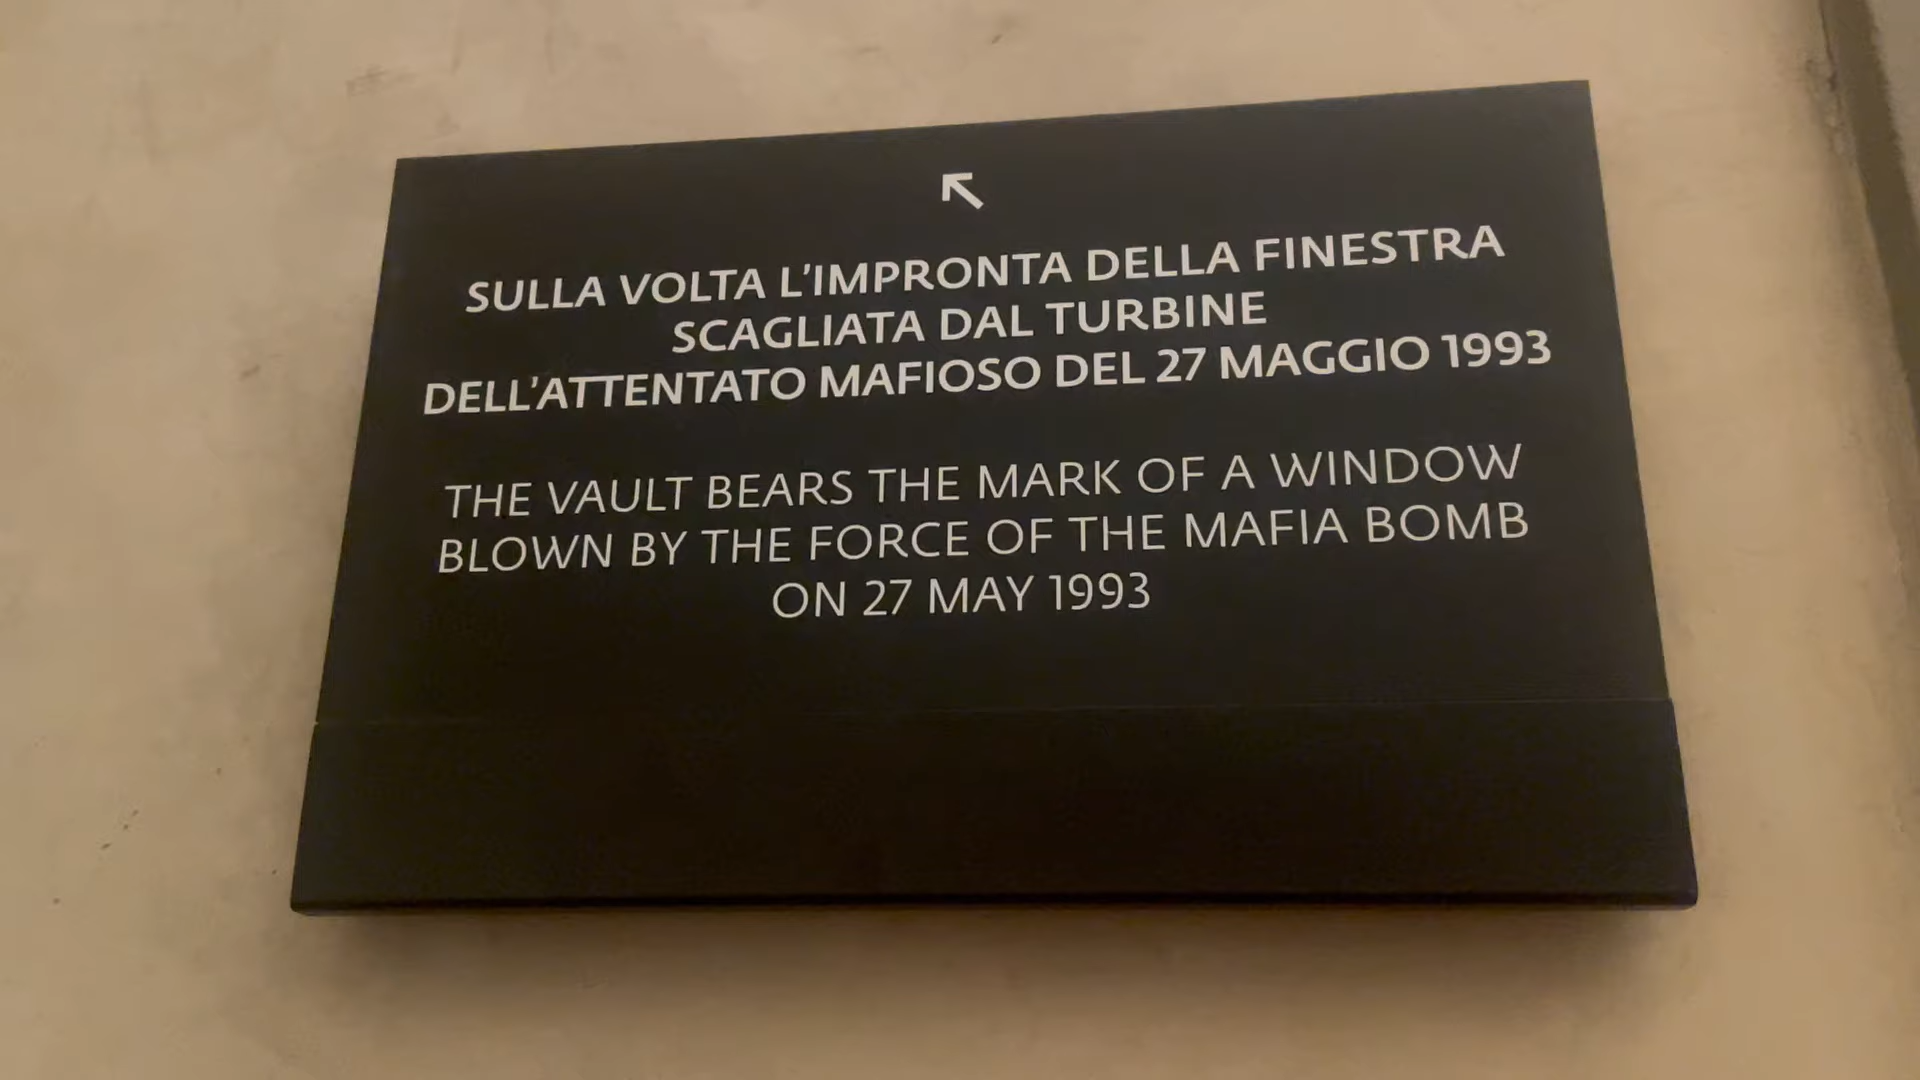 SULLA VOLTA L'IMPRONTA DELLA FINESTRA
SCAGLIATA DAL TURBINE
DELL'ATTENTATO MAFIOSO DEL 27 MAGGIO 1993
THE VAULT BEARS THE MARK OF A WINDOW
BLOWN BY THE FORCE OF THE MAFIA BOMB
ON 27 MAY 1993